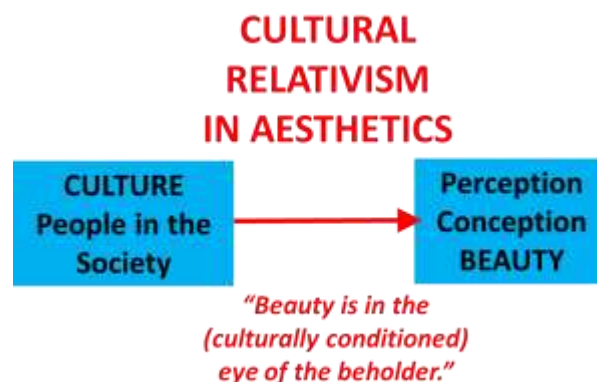 CULTURAL
RELATIVISM
IN AESTHETICS
CULTURE
People in the
Society
Perception
Conception
BEAUTY
“Beauty is in the
(culturally conditioned)
eye of the beholder.”